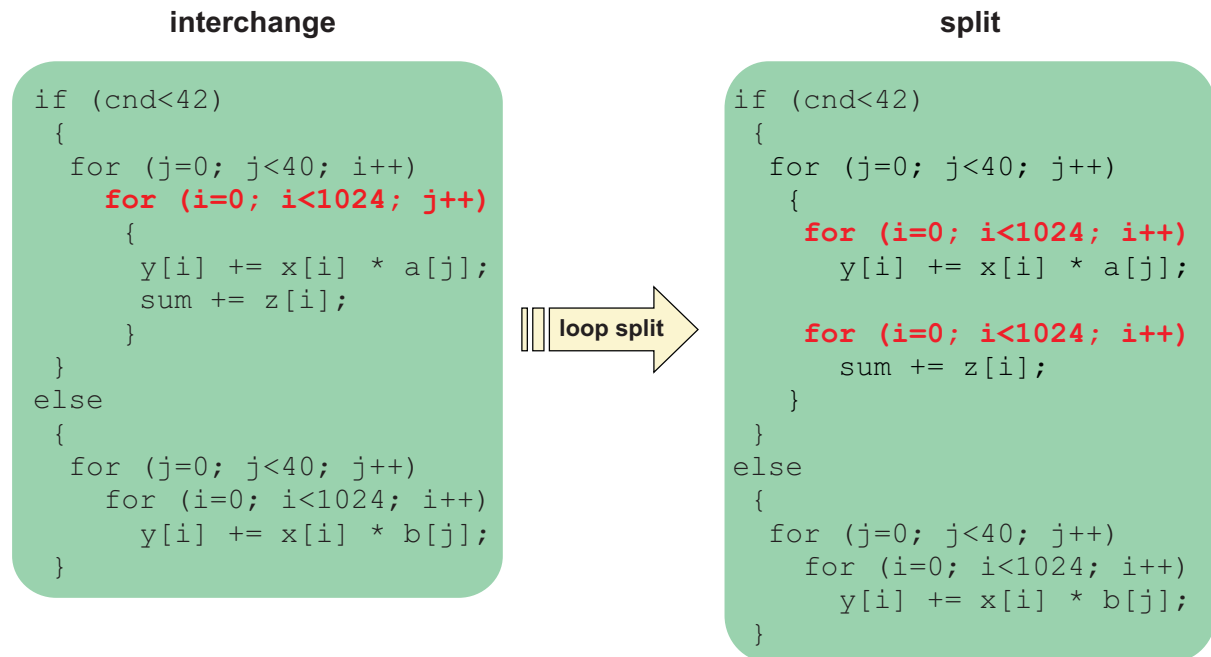 interchange
if (cnd<42)
{
for (j=0; j<40; i++)
for (i=0; i<1024; j++)
{
y[i] += x[i] * a[j];
sum += z[i];
}
}
else
{
for (j=0; j<40; j++)
for (i=0; i<1024; i++)
y[i] += x[i] * b[j];
}
loop split
split
if (cnd<42)
{
for (j=0; j<40; j++)
{
for (i=0; i<1024; i++)
y[i] += x[i] * a[j];
for (i=0; i<1024; i++)
sum += z[i];
}
}
else
{
for (j=0; j<40; j++)
for (i=0; i<1024; i++)
y[i] += x[i] * b[j];
}